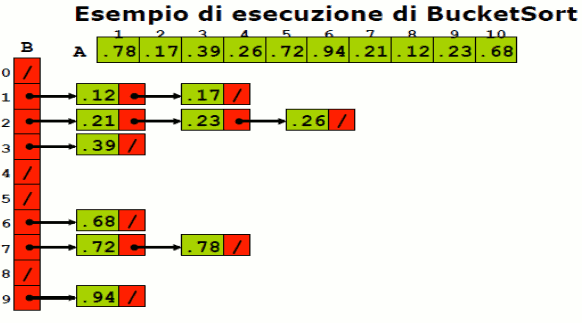 Esempio di esecuzione di BucketSort
1 2 3 4 5 6 7 8 9 10
B A .78 .17 .39 .26 .72 .94 .21 .12 .23 .68
0 /
1 .12 .17 /
2 .21 .23 .26 /
3 .39 /
4 /
5 /
6 .68 /
7 .72 .78 /
8 /
9 .94 /